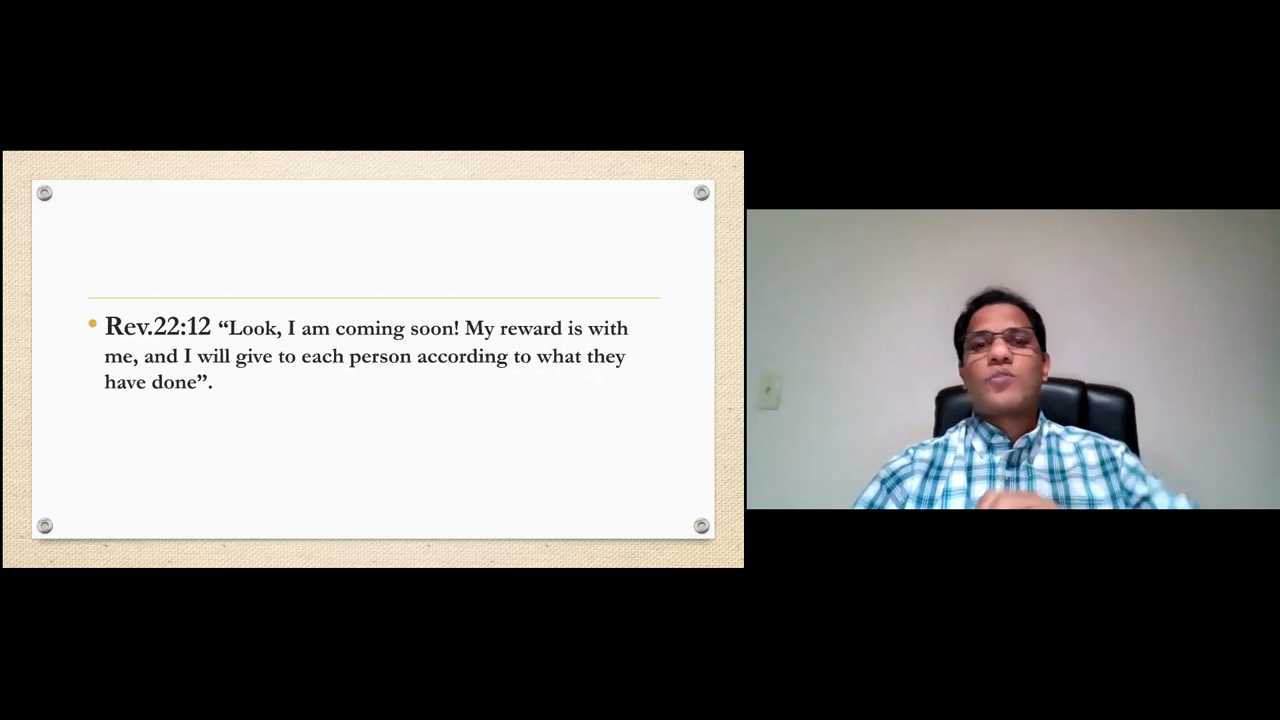 • Rev.22:12 “Look, I am coming soon! My reward is with
me, and I will give to each person according to what they
have done”.